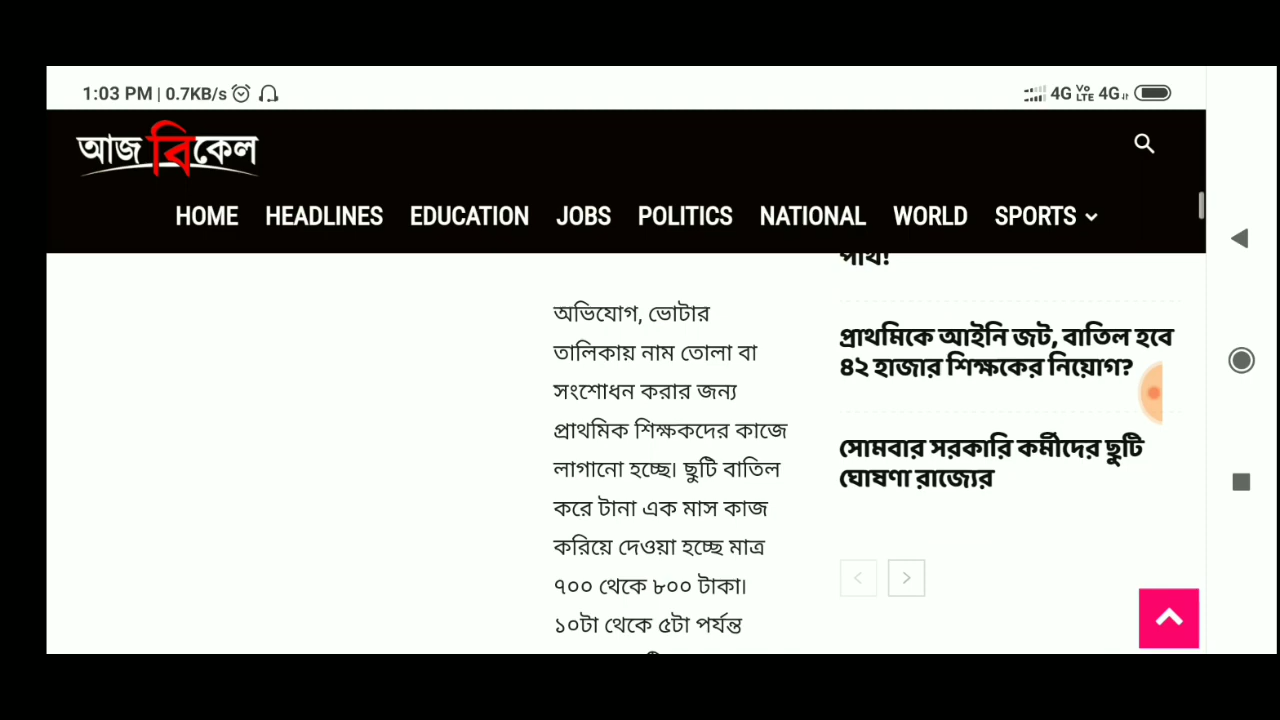 1:03 PM | 0.7KB/s
4G Vo LTE 4G
আজ বিকেল
HOME HEADLINES EDUCATION JOBS POLITICS NATIONAL WORLD SPORTS
অভিযোগ, ভোটার
তালিকায় নাম তোলা বা
সংশোধন করার জন্য
প্রাথমিক শিক্ষকদের কাজে
লাগানো হচ্ছে। ছুটি বাতিল
করে টানা এক মাস কাজ
করিয়ে দেওয়া হচ্ছে মাত্র
৭০০ থেকে ৮০০ টাকা।
১০টা থেকে ৫টা পর্যন্ত
প্রাথমিকে আইনি জট, বাতিল হবে
৪২ হাজার শিক্ষকের নিয়োগ?
সোমবার সরকারি কর্মীদের ছুটি
ঘোষণা রাজ্যের